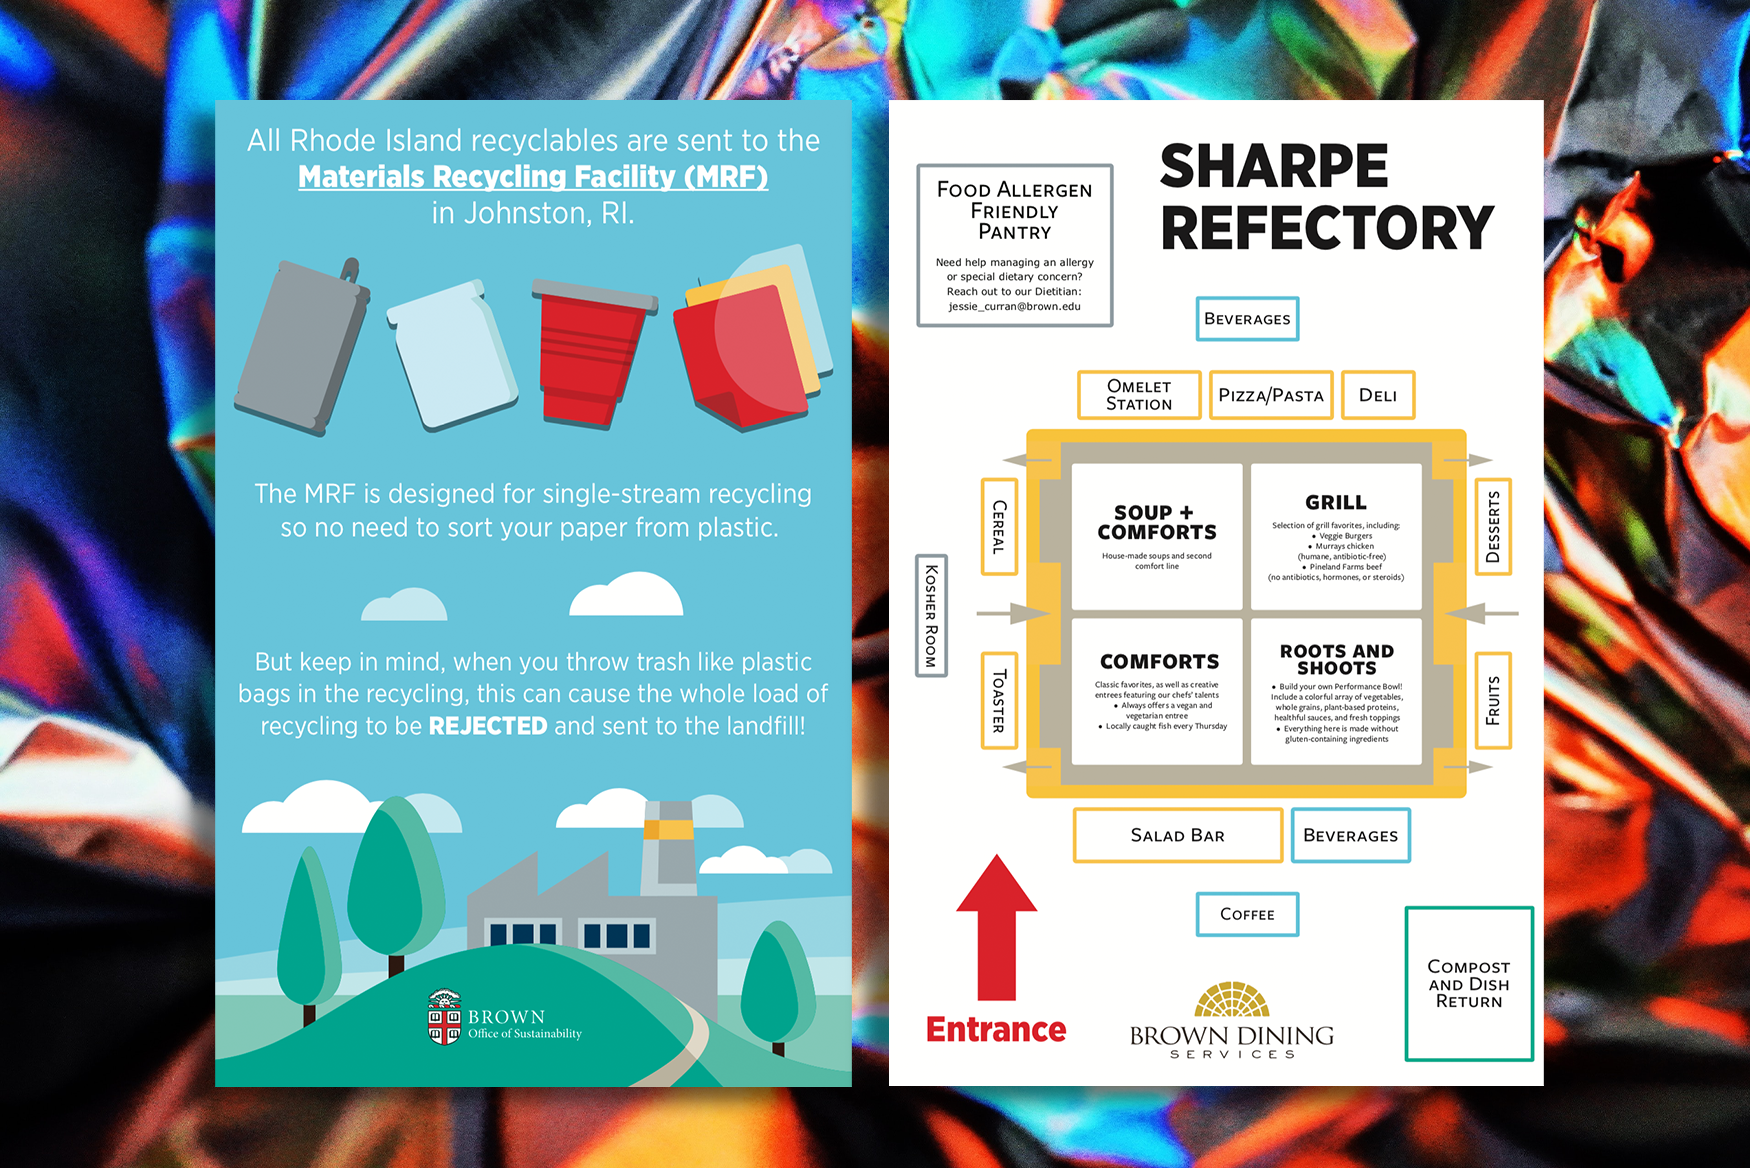 All Rhode Island recyclables are sent to the
Materials Recycling Facility (MRF)
in Johnston, RI.
The MRF is designed for single-stream recycling
so no need to sort your paper from plastic.
But keep in mind, when you throw trash like plastic
bags in the recycling, this can cause the whole load of
recycling to be REJECTED and sent to the landfill!
BROWN
Office of Sustainability
SHARPE
REFECTORY
FOOD ALLERGEN
FRIENDLY
PANTRY
Need help managing an allergy
or special dietary concern?
Reach out to our Dietitian:
jessie_curran@brown.edu
BEVERAGES
OMELET
STATION
PIZZA/PASTA
DELI
CEREAL
KOSHER ROOM
TOASTER
SOUP +
COMFORTS
House-made soups and second
comfort line
GRILL
Selection of grill favorites, including:
● Veggie Burgers
● Murrays chicken
(humane, antibiotic-free)
● Pineland Farms beef
(no antibiotics, hormones, or steroids)
COMFORTS
Classic favorites, as well as creative
entrees featuring our chefs' talents
● Always offers a vegan and
vegetarian entree
● Locally caught fish every Thursday
ROOTS AND
SHOOTS
● Build your own Performance Bowl!
Include a colorful array of vegetables,
whole grains, plant-based proteins,
healthful sauces, and fresh toppings
● Everything here is made without
gluten-containing ingredients
DESSERTS
FRUITS
SALAD BAR
BEVERAGES
COFFEE
Entrance
BROWN DINING
SERVICES
COMPOST
AND DISH
RETURN